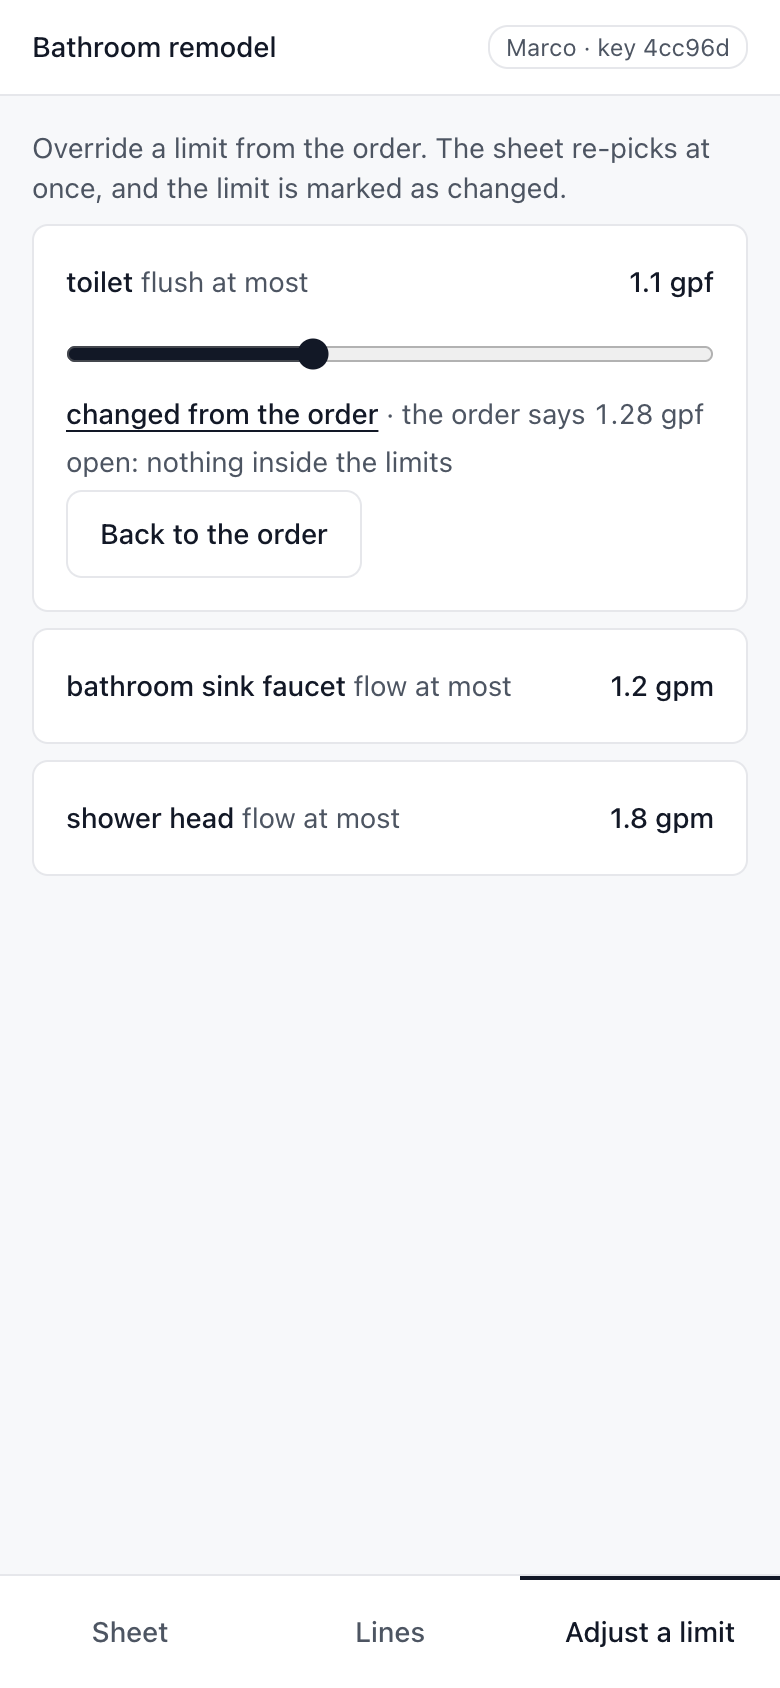 Bathroom remodel
Marco · key 4cc96d
Override a limit from the order. The sheet re-picks at
once, and the limit is marked as changed.
toilet flush at most 1.1 gpf
changed from the order · the order says 1.28 gpf
open: nothing inside the limits
Back to the order
bathroom sink faucet flow at most 1.2 gpm
shower head flow at most 1.8 gpm
Sheet Lines Adjust a limit